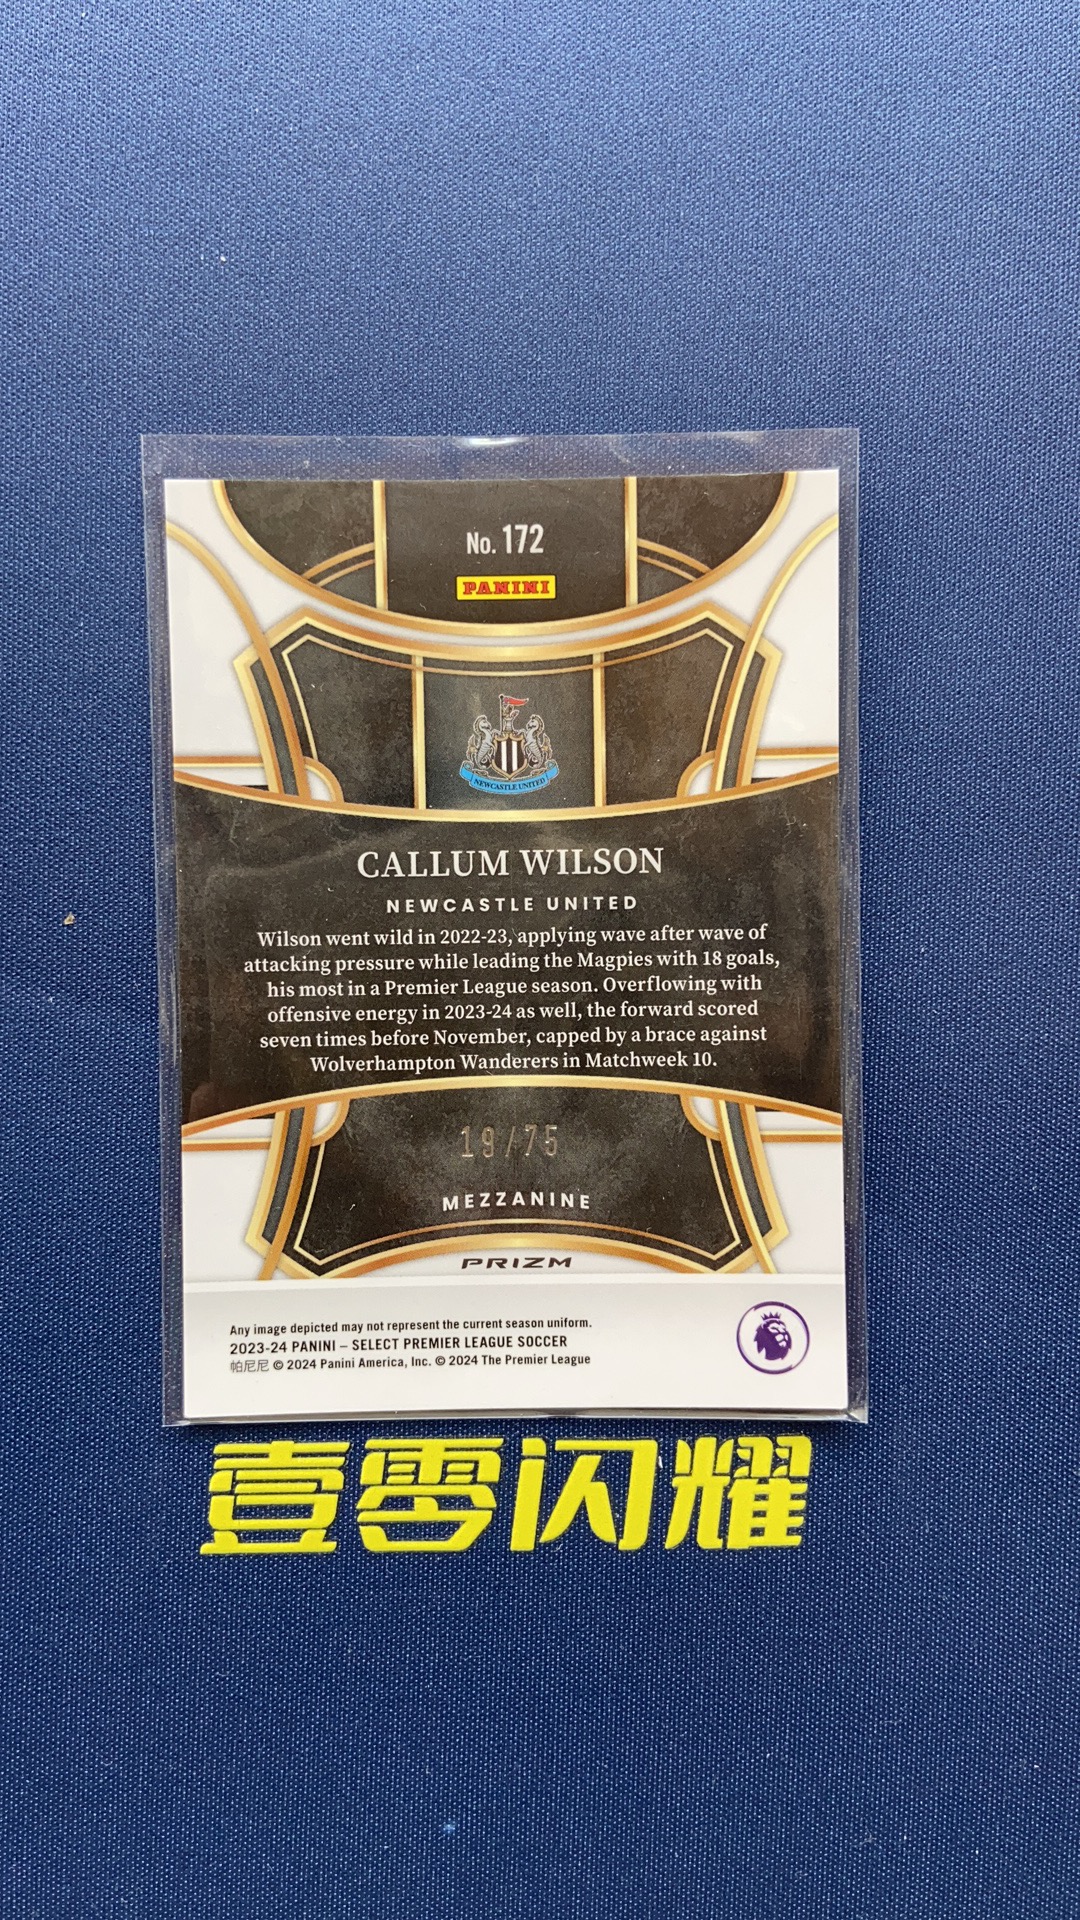 No. 172
PANINI
NEWCASTLE UNITED
CALLUM WILSON
NEWCASTLE UNITED
Wilson went wild in 2022-23, applying wave after wave of
attacking pressure while leading the Magpies with 18 goals,
his most in a Premier League season. Overflowing with
offensive energy in 2023-24 as well, the forward scored
seven times before November, capped by a brace against
Wolverhampton Wanderers in Matchweek 10.
19/75
MEZZANINE
PRIZM
Any image depicted may not represent the current season uniform.
2023-24 PANINI – SELECT PREMIER LEAGUE SOCCER
帕尼尼 © 2024 Panini America, Inc. © 2024 The Premier League
壹零闪耀